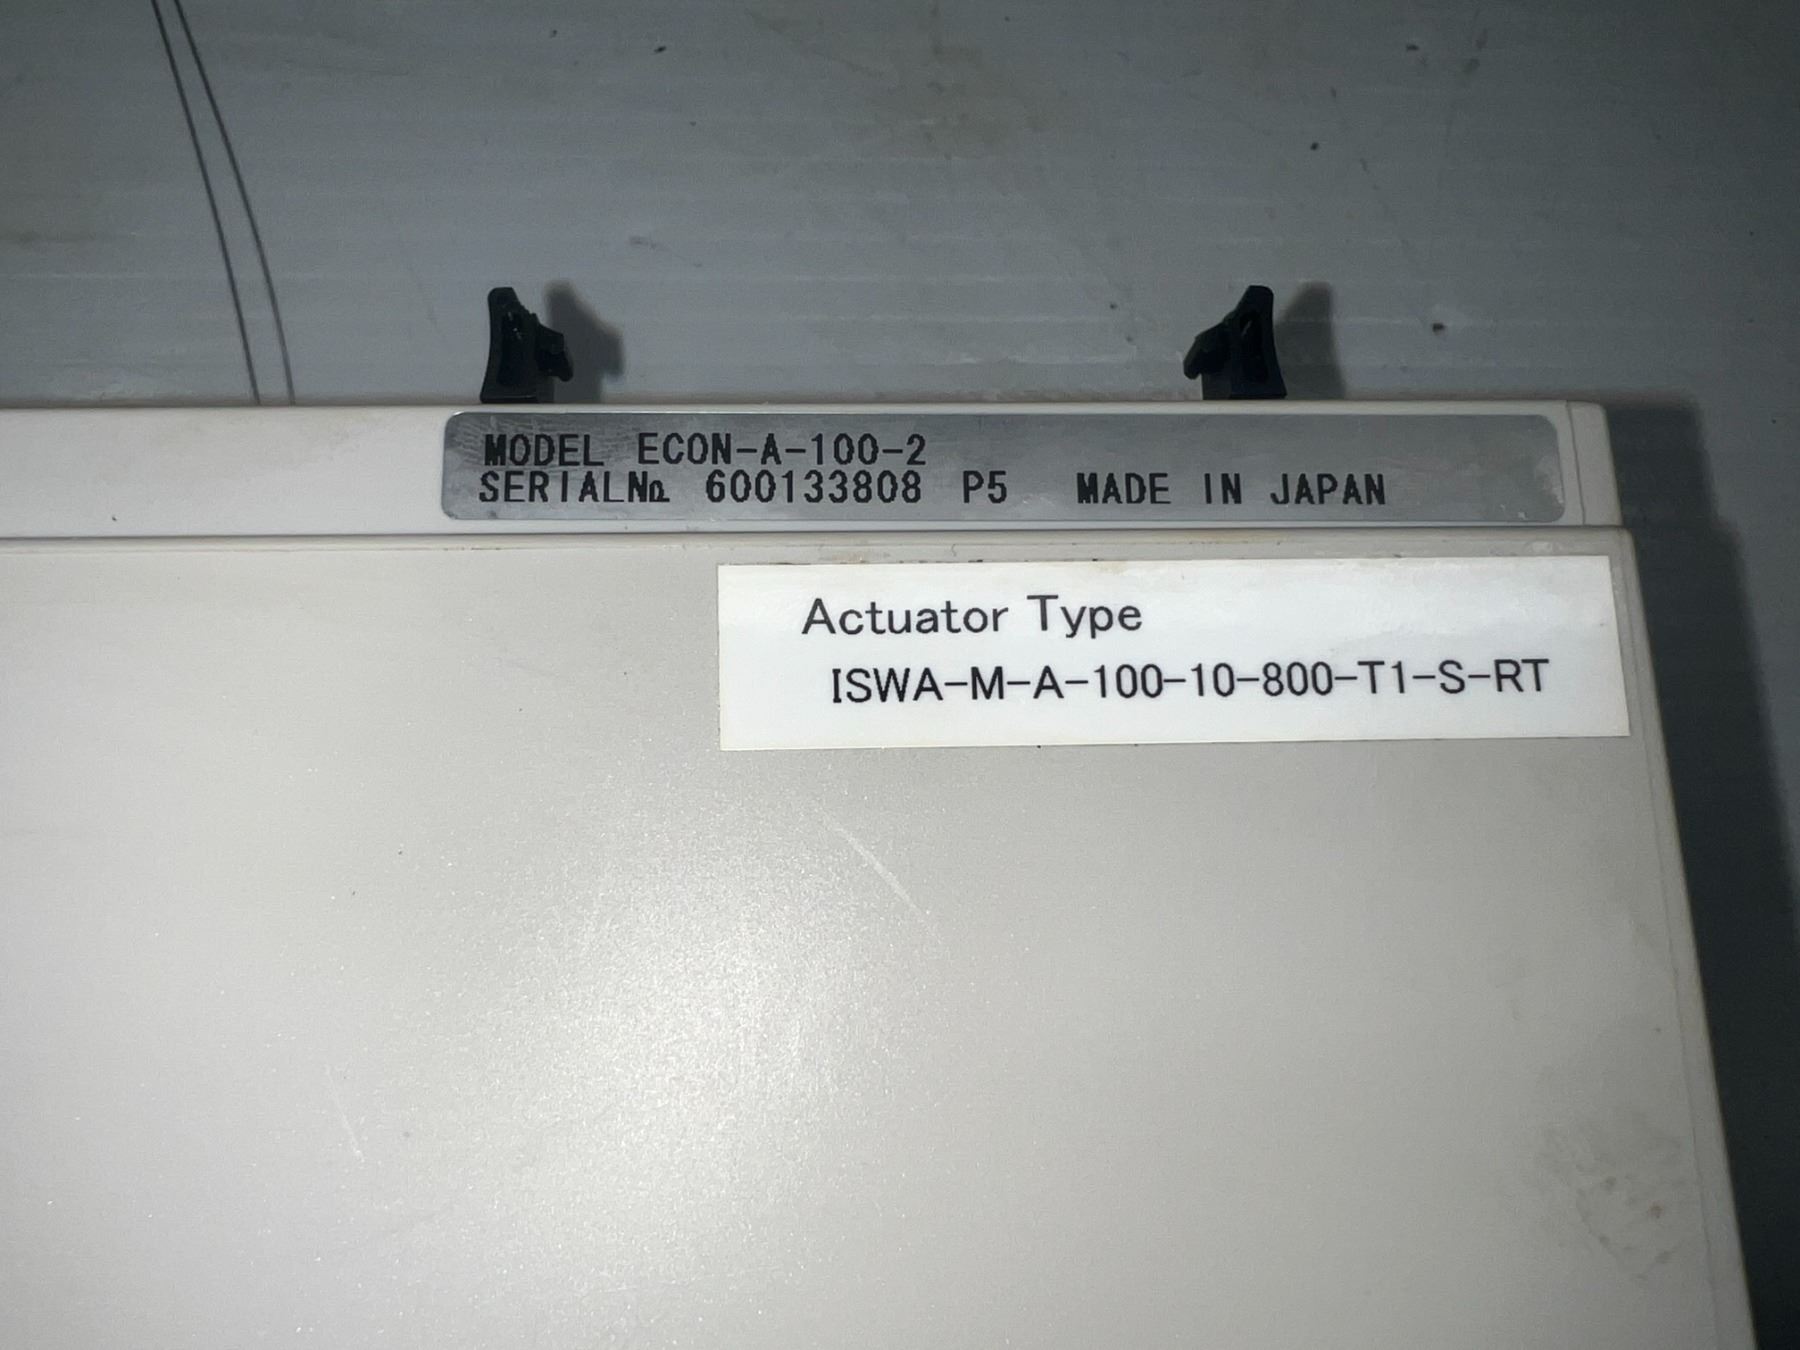 MODEL ECON-A-100-2
SERIAL№ 600133808 P5 MADE IN JAPAN
Actuator Type
ISWA-M-A-100-10-800-T1-S-RT